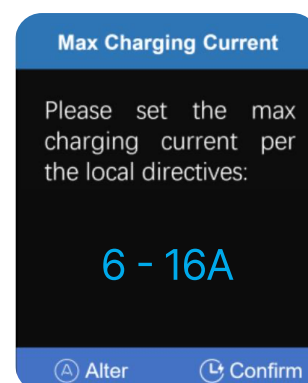 Max Charging Current
Please set the max
charging current per
the local directives:
6 - 16A
A Alter
Confirm